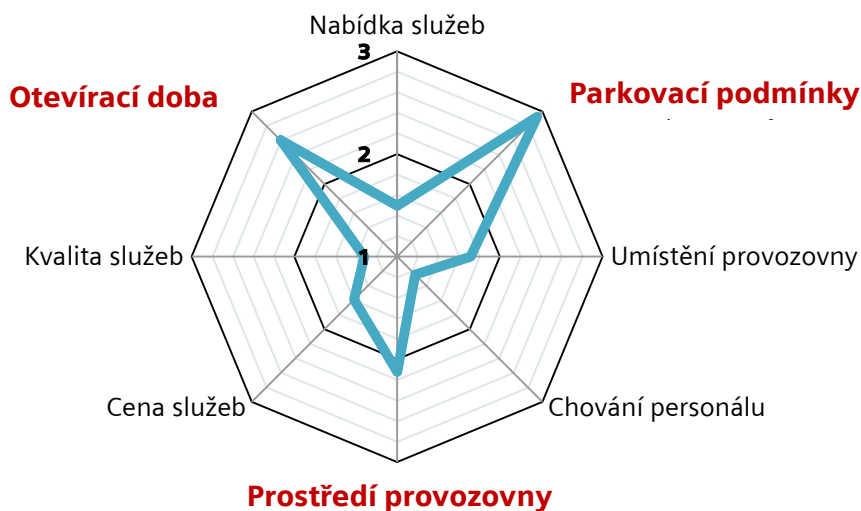 Nabídka služeb
3
Otevírací doba
Parkovací podmínky
2
Kvalita služeb
1
Umístění provozovny
Cena služeb
Chování personálu
Prostředí provozovny